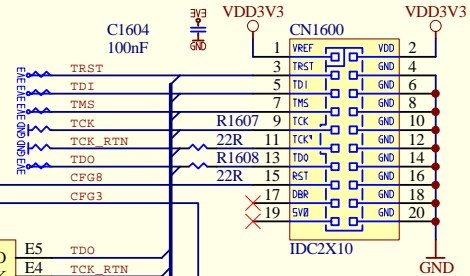 C1604
100nF
3V3
GND
VDD3V3
CN1600
VDD3V3
1 VREF VDD 2
TRST 3 TRST GND 4
TDI 5 TDI GND 6
TMS 7 TMS GND 8
TCK R1607 9 TCK GND 10
TCK_RTN 22R 11 TCK' GND 12
TDO R1608 13 TDO GND 14
CFG8 22R 15 RST GND 16
CFG3 17 DBR GND 18
19 5V0 GND 20
IDC2X10
GND
E5 TDO
E4 TCK_RTN